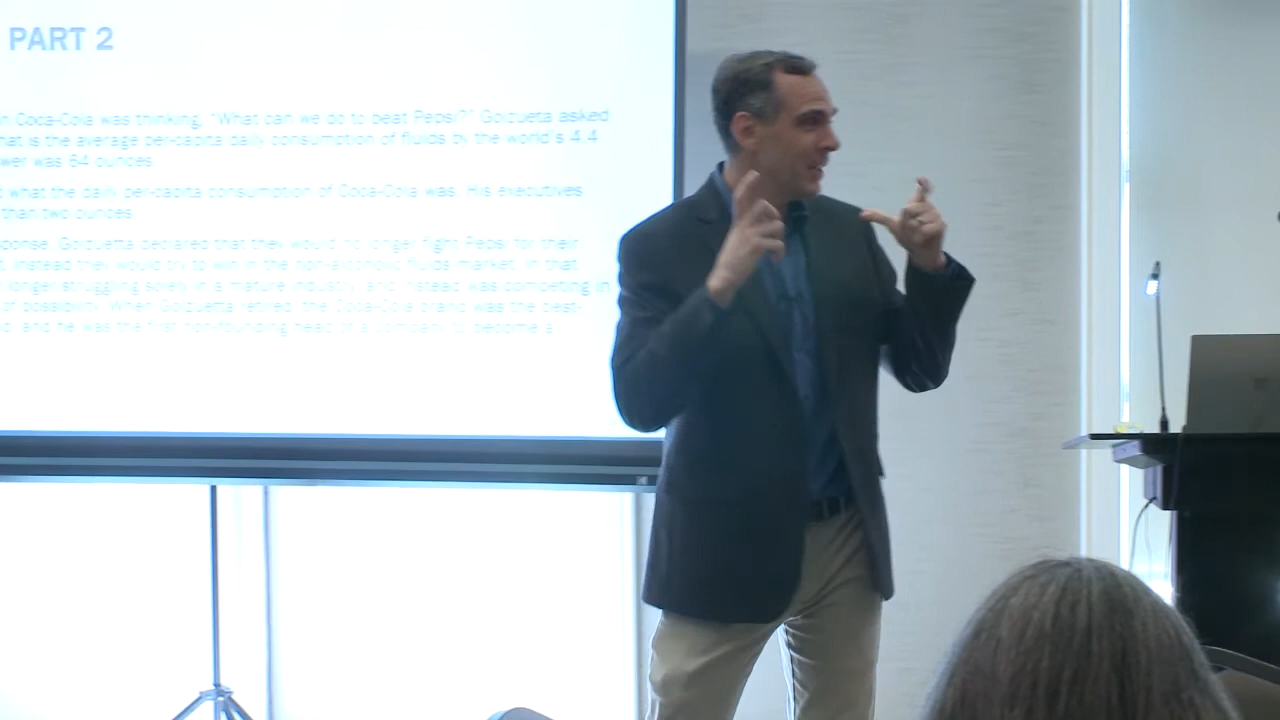 PART 2
n Coca-Cola was thinking, "What can we do to beat Pepsi?" Goizueta asked
hat is the average per-capita daily consumption of fluids by the world's 4.4
wer was 64 ounces.
what the daily per-capita consumption of Coca-Cola was. His executives
than two ounces.
ponse, Goizuetta declared that they would no longer fight Pepsi for their
t. Instead they would try to win in the non-alcoholic fluids market. In that
longer struggling solely in a mature industry, and instead was competing in
of possibility. When Goizuetta retired, the Coca-Cola brand was the best-
d, and he was the first non-founding head of a company to become a